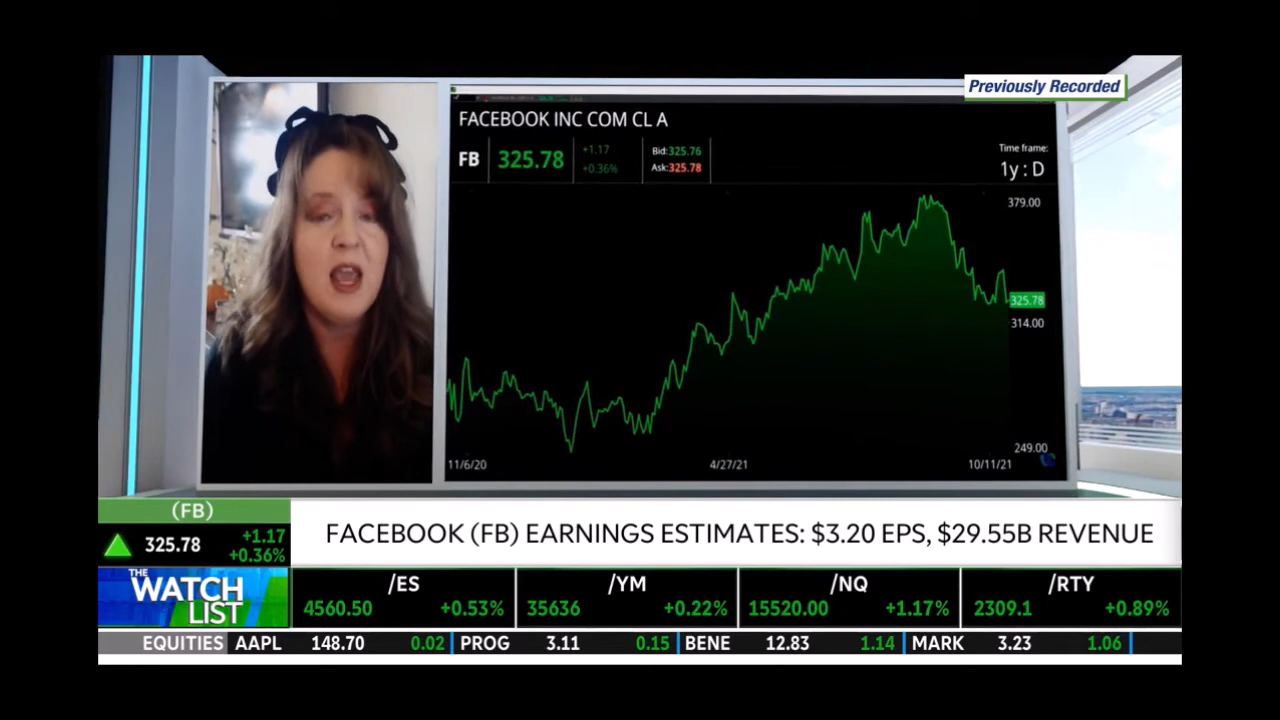 Previously Recorded
FACEBOOK INC COM CL A
FB 325.78 +1.17 +0.36% Bid:325.76 Ask:325.78
Time frame:
1y : D
379.00
325.78
314.00
249.00
11/6/20 4/27/21 10/11/21
(FB)
325.78 +1.17 +0.36%
FACEBOOK (FB) EARNINGS ESTIMATES: $3.20 EPS, $29.55B REVENUE
THE WATCH LIST
/ES /YM /NQ /RTY
4560.50 +0.53% 35636 +0.22% 15520.00 +1.17% 2309.1 +0.89%
EQUITIES AAPL 148.70 0.02 PROG 3.11 0.15 BENE 12.83 1.14 MARK 3.23 1.06